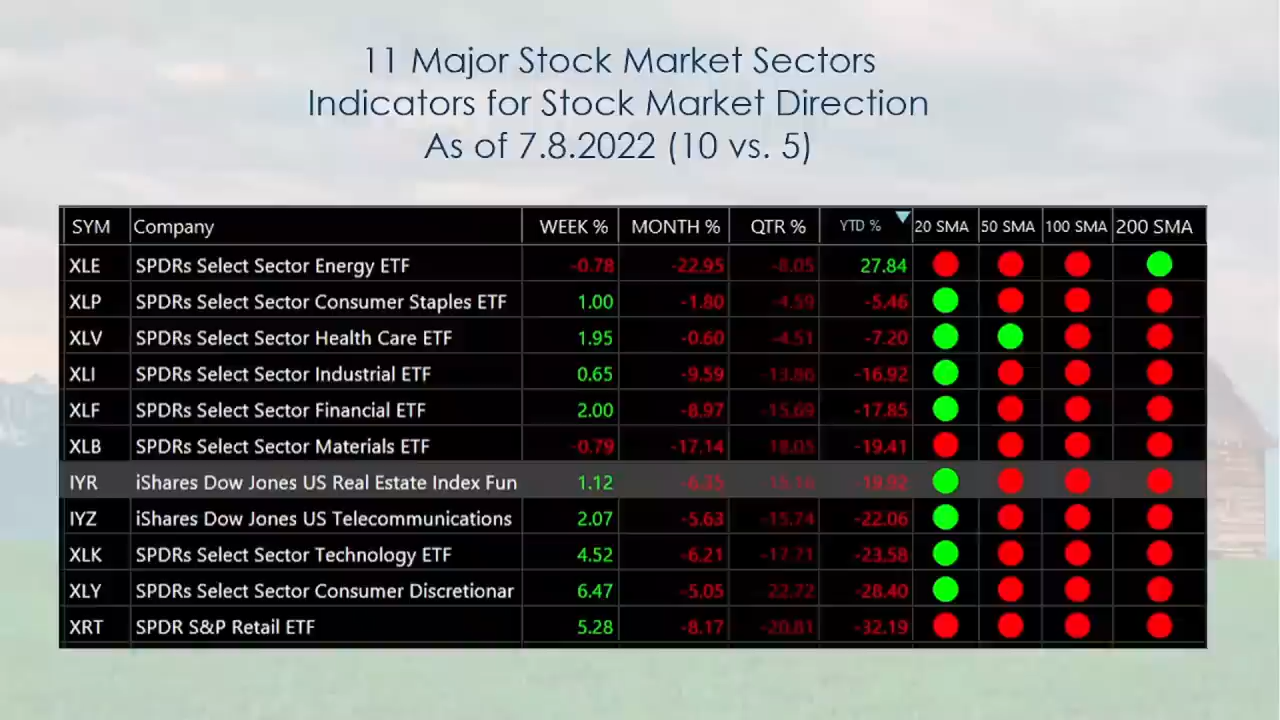 11 Major Stock Market Sectors
Indicators for Stock Market Direction
As of 7.8.2022 (10 vs. 5)
SYM Company WEEK % MONTH % QTR % YTD % 20 SMA 50 SMA 100 SMA 200 SMA
XLE SPDRs Select Sector Energy ETF -0.78 -22.95 -8.05 27.84
XLP SPDRs Select Sector Consumer Staples ETF 1.00 -1.80 -4.59 -5.46
XLV SPDRs Select Sector Health Care ETF 1.95 -0.60 -4.51 -7.20
XLI SPDRs Select Sector Industrial ETF 0.65 -9.59 -13.86 -16.92
XLF SPDRs Select Sector Financial ETF 2.00 -8.97 -15.69 -17.85
XLB SPDRs Select Sector Materials ETF -0.79 -17.14 -19.41
IYR iShares Dow Jones US Real Estate Index Fun 1.12 -6.35 -19.92
IYZ iShares Dow Jones US Telecommunications 2.07 -5.63 -15.74 -22.06
XLK SPDRs Select Sector Technology ETF 4.52 -6.21 -17.71 -23.58
XLY SPDRs Select Sector Consumer Discretionar 6.47 -5.05 -28.40
XRT SPDR S&P Retail ETF 5.28 -8.17 -20.81 -32.19